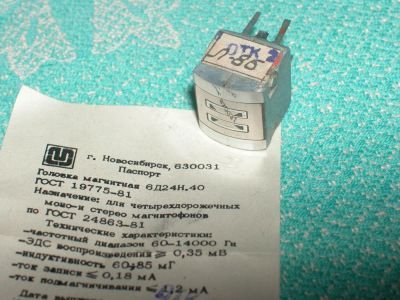 ОТК 2
г. Новосибирск, 630031
Паспорт
Головка магнитная 6Д24Н.40
ГОСТ 19775-81
Назначение: для четырехдорожечных
моно-и стерео магнитофонов
по ГОСТ 24863-81
Технические характеристики:
-частотный диапазон 60-14000 Гц
-ЭДС воспроизведения ≥ 0,35 мВ
-индуктивность 60,85 мГ
-ток записи ≤ 0,18 мА
-ток подмагничивания ≤ 1,2 мА
Дата